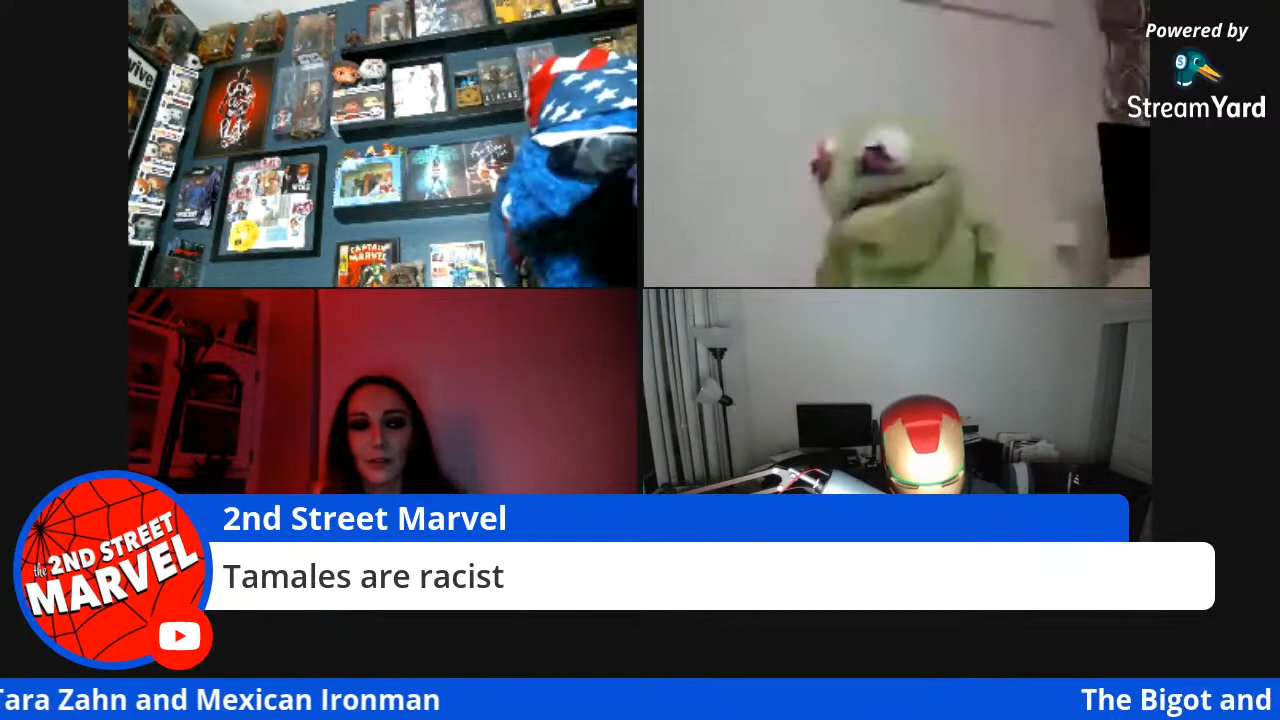 Powered by
StreamYard
vive
CAPTAIN
MARVEL
2nd Street Marvel
Tamales are racist
the 2ND STREET
MARVEL
Tara Zahn and Mexican Ironman
The Bigot and